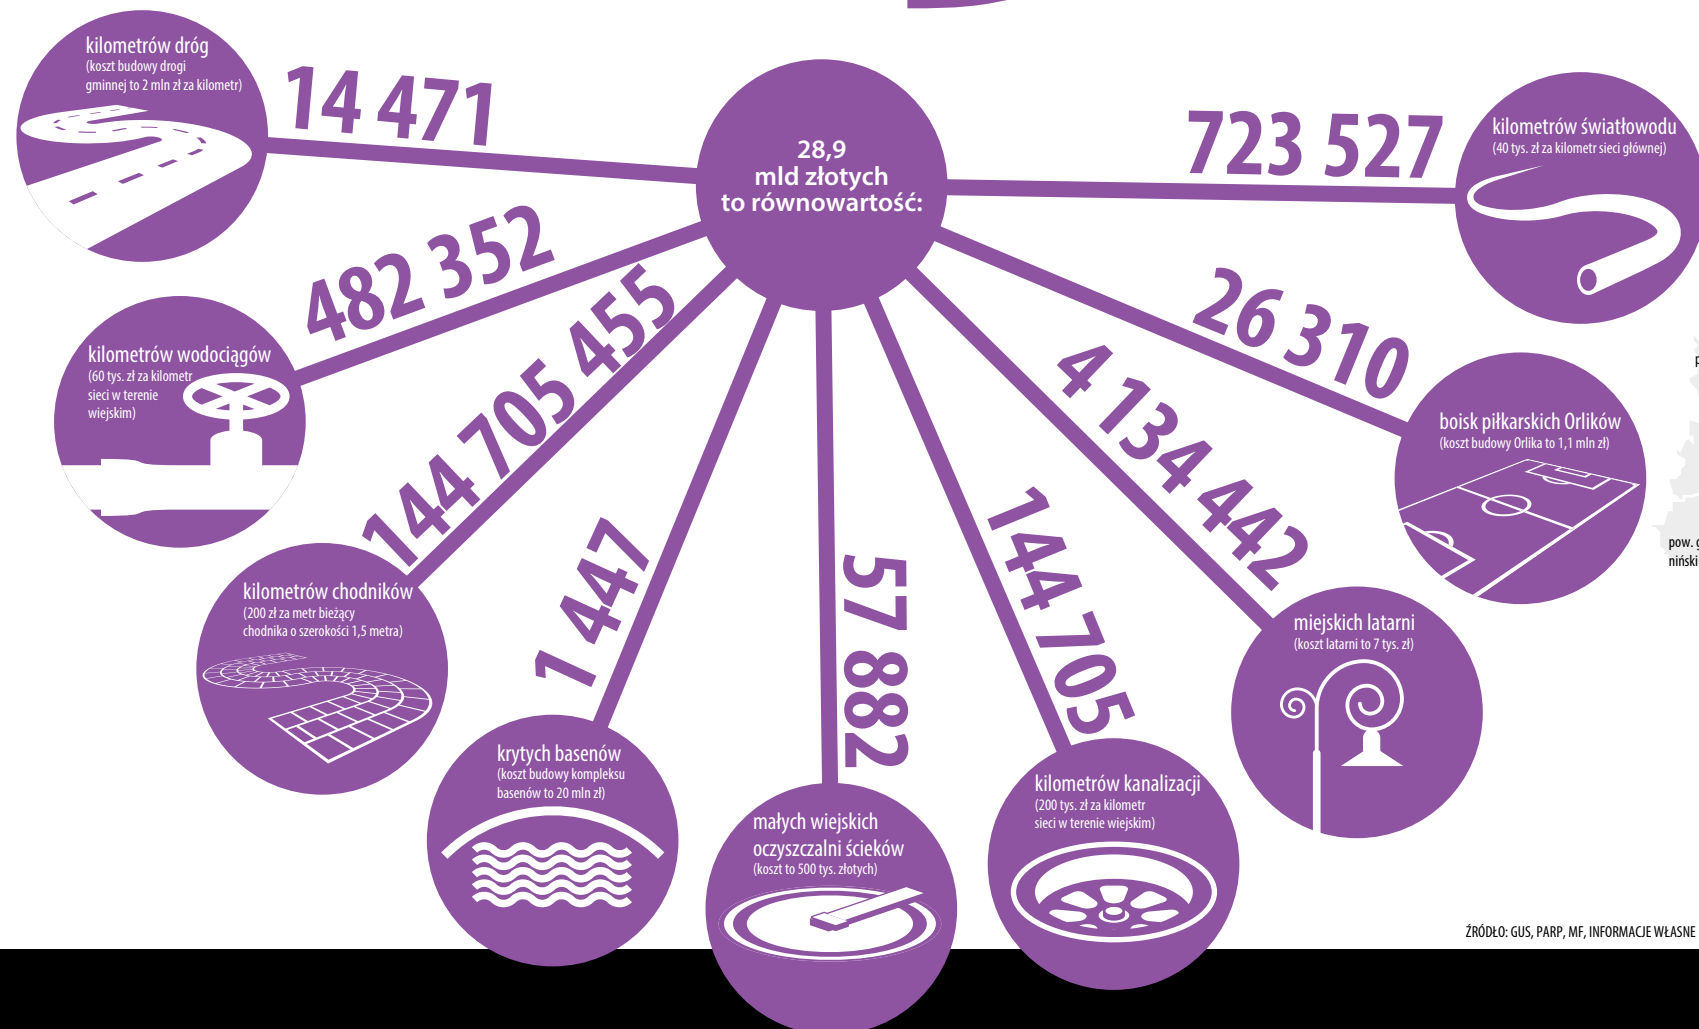 kilometrów dróg
(koszt budowy drogi
gminnej to 2 mln zł za kilometr)
14 471
28,9
mld złotych
to równowartość:
723 527
kilometrów światłowodu
(40 tys. zł za kilometr sieci głównej)
482 352
kilometrów wodociągów
(60 tys. zł za kilometr
sieci w terenie
wiejskim)
26 310
boisk piłkarskich Orlików
(koszt budowy Orlika to 1,1 mln zł)
144 705 455
kilometrów chodników
(200 zł za metr bieżący
chodnika o szerokości 1,5 metra)
4 134 442
miejskich latarni
(koszt latarni to 7 tys. zł)
1 447
krytych basenów
(koszt budowy kompleksu
basenów to 20 mln zł)
57 882
małych wiejskich
oczyszczalni ścieków
(koszt to 500 tys. złotych)
144 705
kilometrów kanalizacji
(200 tys. zł za kilometr
sieci w terenie wiejskim)
pow.
niński
ŹRÓDŁO: GUS, PARP, MF, INFORMACJE WŁASNE